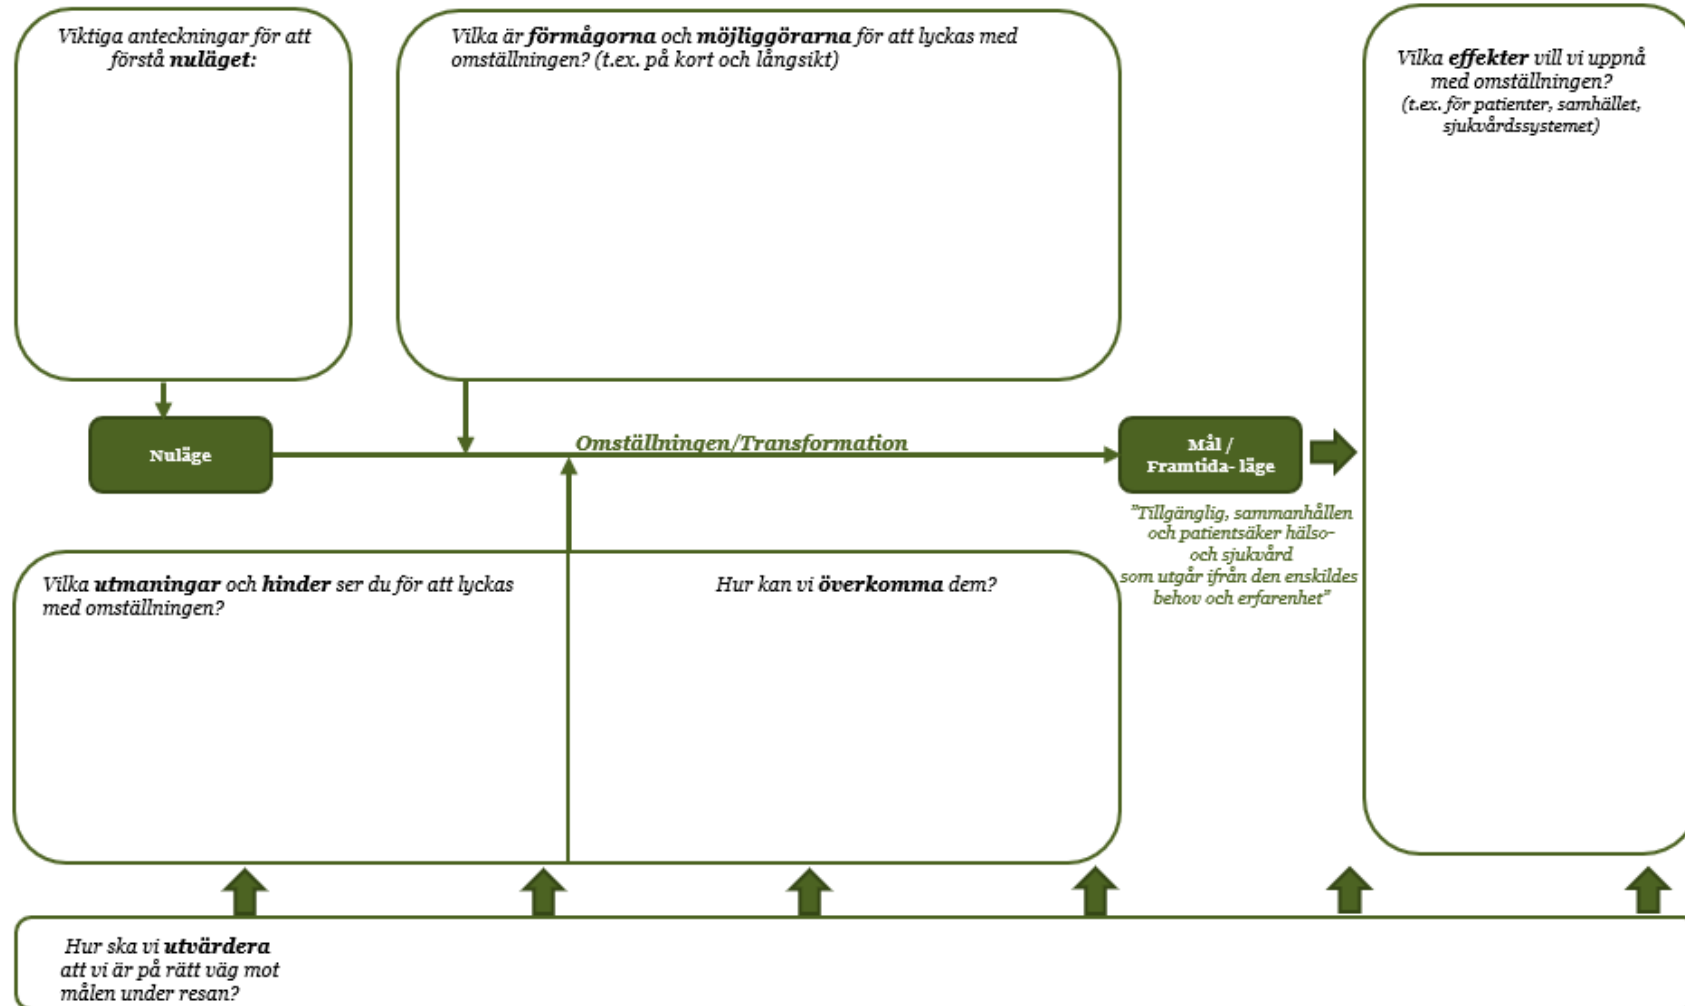 Viktiga anteckningar för att
förstå nuläget:
Vilka är förmågorna och möjliggörarna för att lyckas med
omställningen? (t.ex. på kort och långsikt)
Vilka effekter vill vi uppnå
med omställningen?
(t.ex. för patienter, samhället,
sjukvårdssystemet)
Nuläge
Omställningen/Transformation
Mål /
Framtida- läge
"Tillgänglig, sammanhållen
och patientsäker hälso-
och sjukvård
som utgår ifrån den enskildes
behov och erfarenhet"
Vilka utmaningar och hinder ser du för att lyckas
med omställningen?
Hur kan vi överkomma dem?
Hur ska vi utvärdera
att vi är på rätt väg mot
målen under resan?